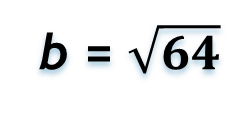 b = √64